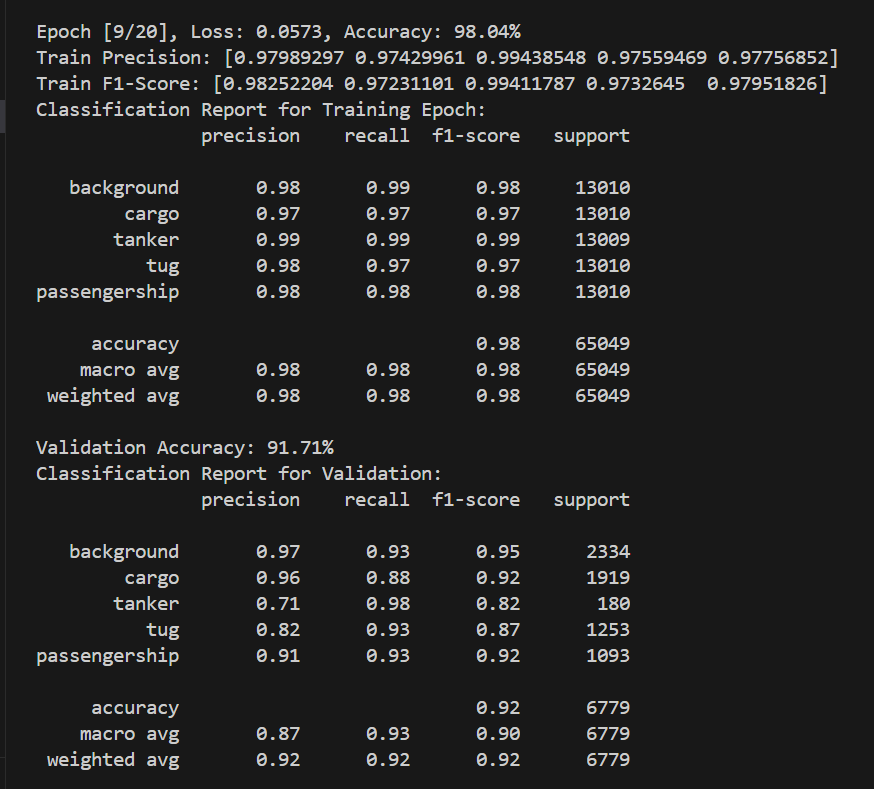 Epoch [9/20], Loss: 0.0573, Accuracy: 98.04%
Train Precision: [0.97989297 0.97429961 0.99438548 0.97559469 0.97756852]
Train F1-Score: [0.98252204 0.97231101 0.99411787 0.9732645  0.97951826]
Classification Report for Training Epoch:
               precision    recall  f1-score   support

   background       0.98      0.99      0.98     13010
        cargo       0.97      0.97      0.97     13010
       tanker       0.99      0.99      0.99     13009
          tug       0.98      0.97      0.97     13010
passengership       0.98      0.98      0.98     13010

     accuracy                           0.98     65049
    macro avg       0.98      0.98      0.98     65049
 weighted avg       0.98      0.98      0.98     65049

Validation Accuracy: 91.71%
Classification Report for Validation:
               precision    recall  f1-score   support

   background       0.97      0.93      0.95      2334
        cargo       0.96      0.88      0.92      1919
       tanker       0.71      0.98      0.82       180
          tug       0.82      0.93      0.87      1253
passengership       0.91      0.93      0.92      1093

     accuracy                           0.92      6779
    macro avg       0.87      0.93      0.90      6779
 weighted avg       0.92      0.92      0.92      6779